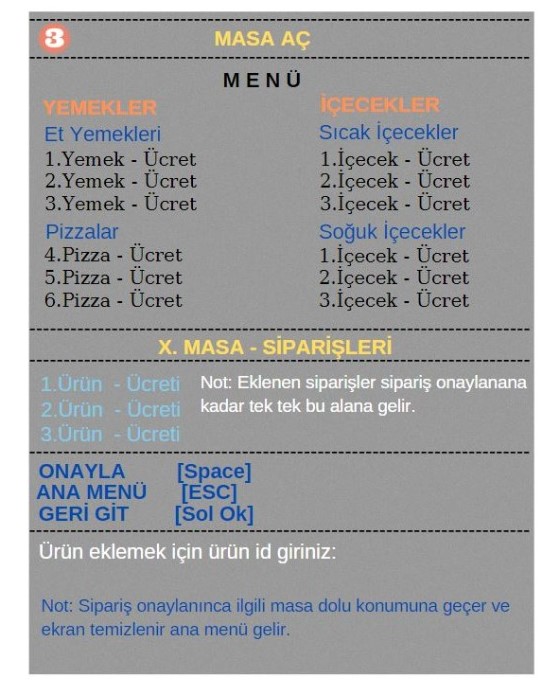 3 MASA AÇ
MENÜ
YEMEKLER
Et Yemekleri
1.Yemek - Ücret
2.Yemek - Ücret
3.Yemek - Ücret
Pizzalar
4.Pizza - Ücret
5.Pizza - Ücret
6.Pizza - Ücret
İÇECEKLER
Sıcak İçecekler
1.İçecek - Ücret
2.İçecek - Ücret
3.İçecek - Ücret
Soğuk İçecekler
1.İçecek - Ücret
2.İçecek - Ücret
3.İçecek - Ücret
X. MASA - SİPARİŞLERİ
1.Ürün - Ücreti
2.Ürün - Ücreti
3.Ürün - Ücreti
Not: Eklenen siparişler sipariş onaylanana
kadar tek tek bu alana gelir.
ONAYLA [Space]
ANA MENÜ [ESC]
GERİ GİT [Sol Ok]
Ürün eklemek için ürün id giriniz:
Not: Sipariş onaylanınca ilgili masa dolu konumuna geçer ve
ekran temizlenir ana menü gelir.